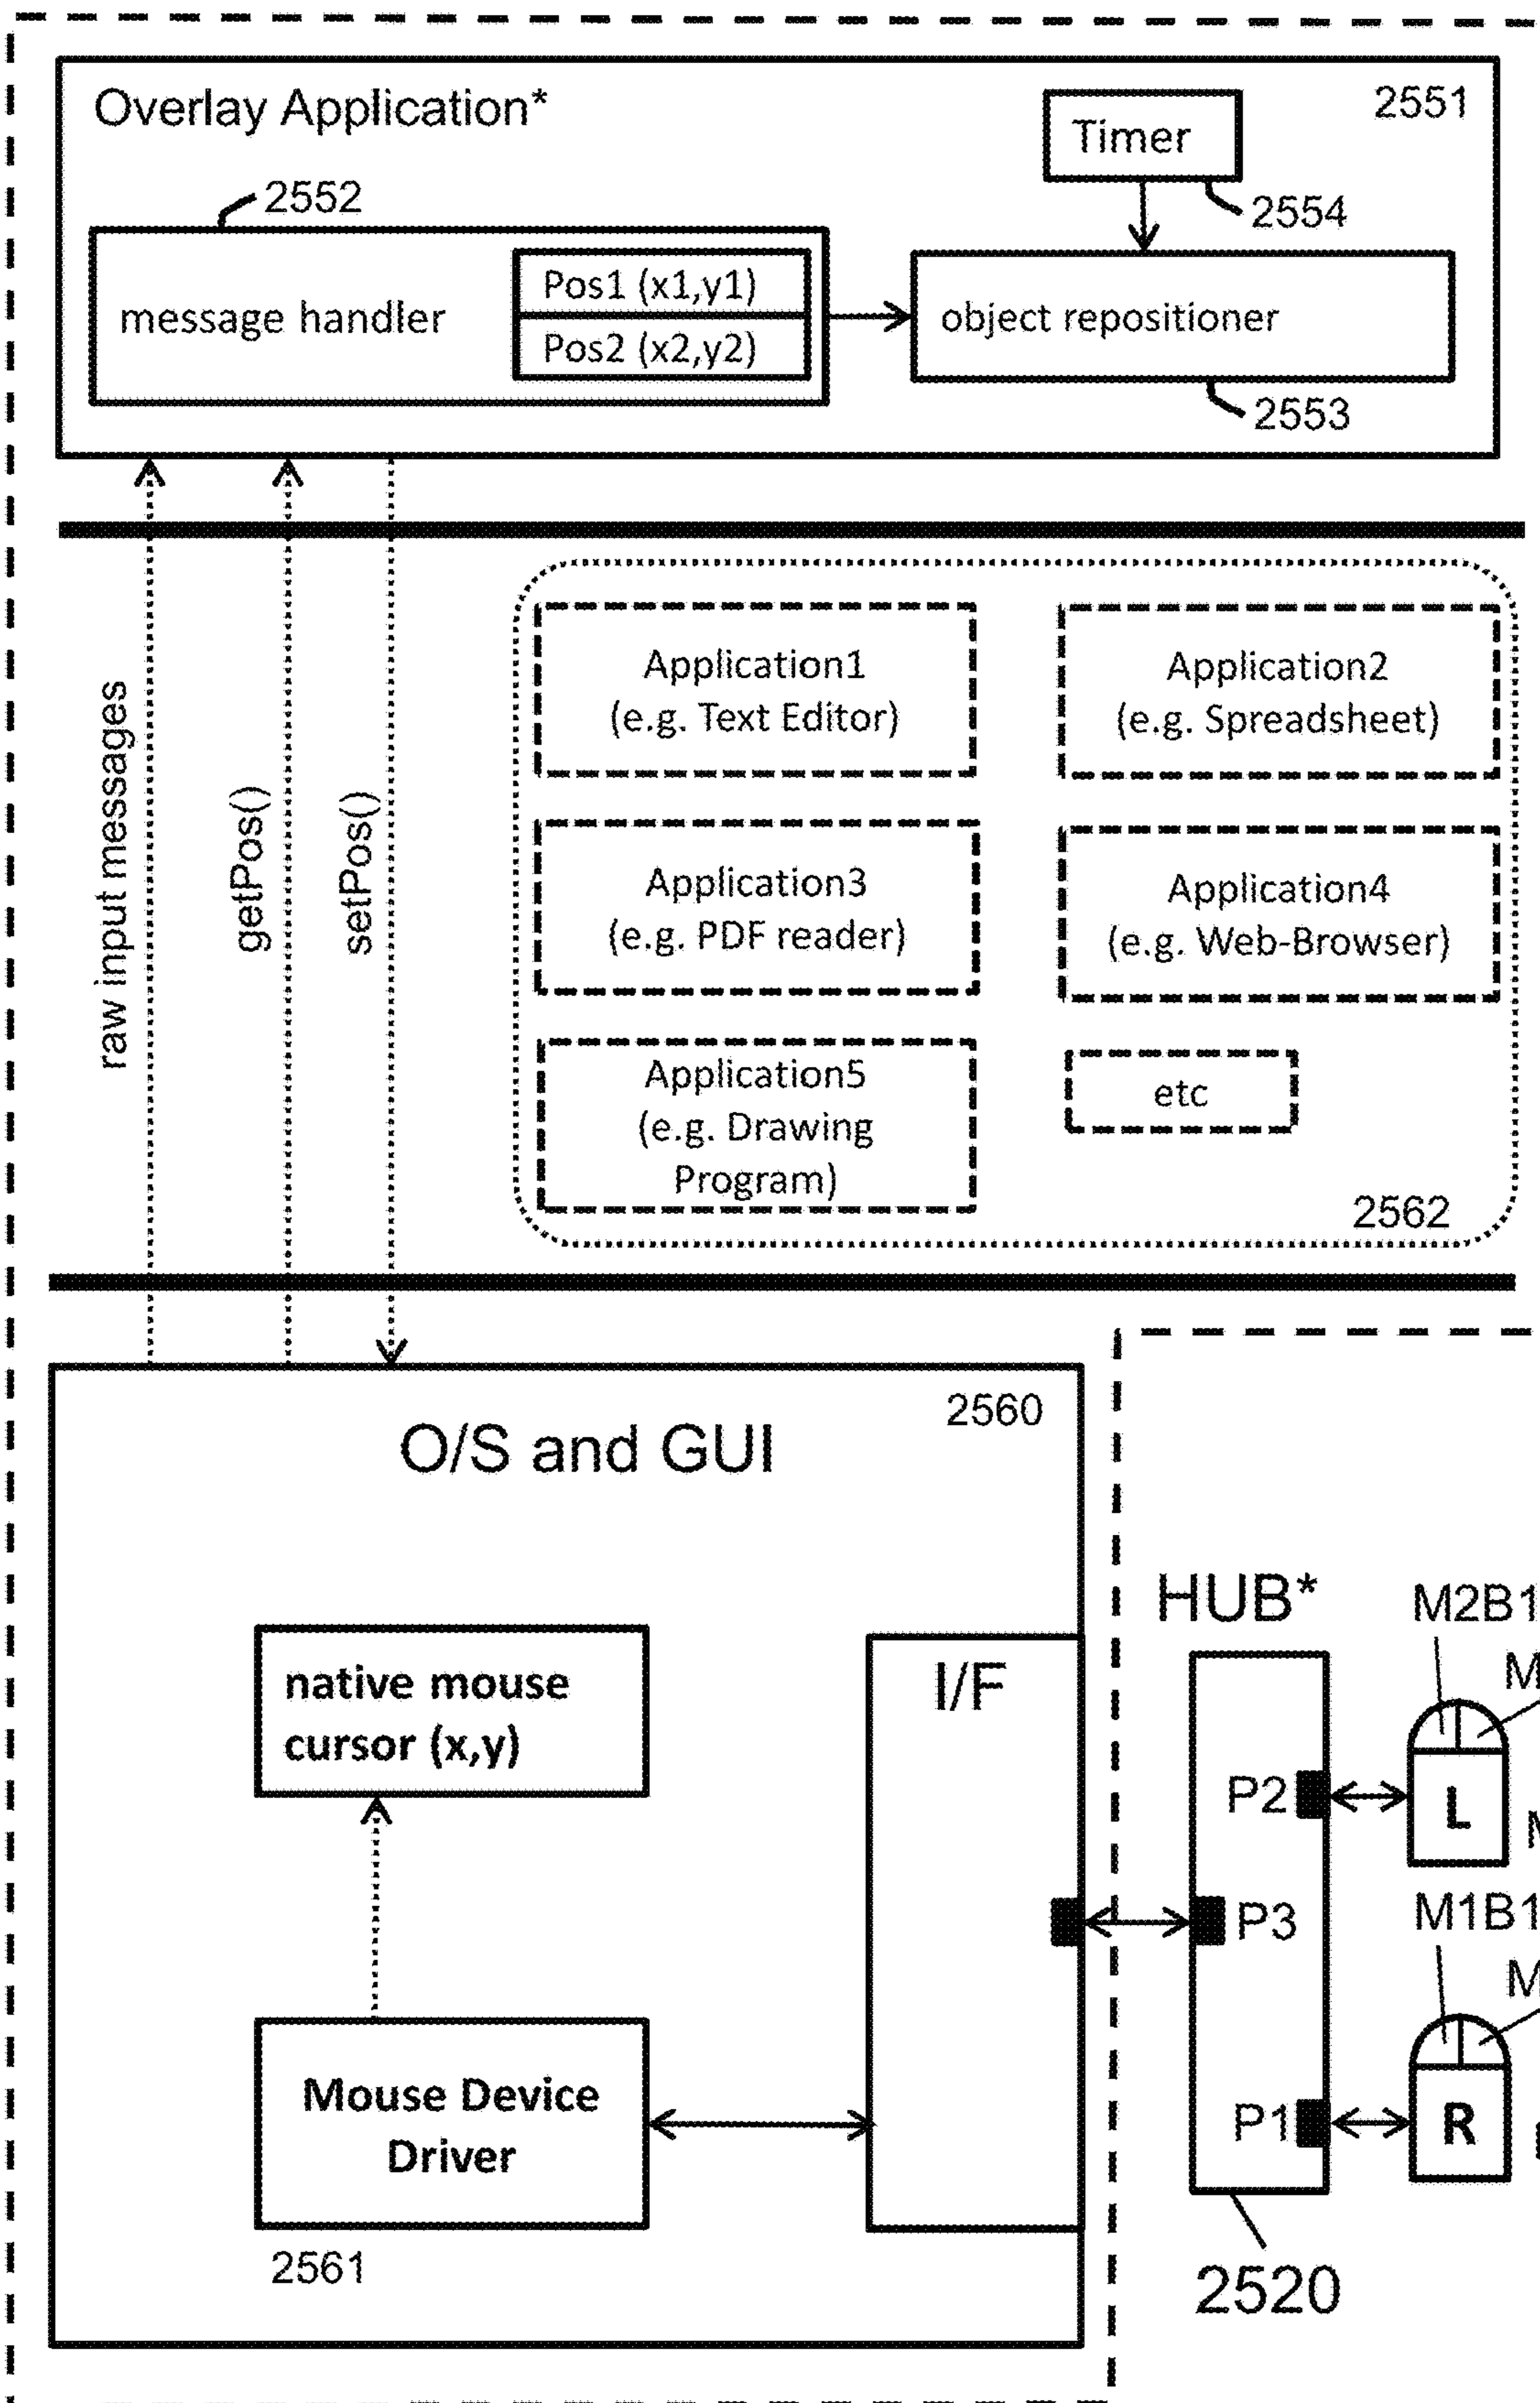 Overlay Application*
2551
Timer
2554
2552
message handler
Pos1 (x1,y1)
Pos2 (x2,y2)
object repositioner
2553
raw input messages
getPos()
setPos()
Application1
(e.g. Text Editor)
Application2
(e.g. Spreadsheet)
Application3
(e.g. PDF reader)
Application4
(e.g. Web-Browser)
Application5
(e.g. Drawing
Program)
etc
2562
2560
O/S and GUI
native mouse
cursor (x,y)
I/F
Mouse Device
Driver
2561
HUB*
M2B1
P2
L
P3
M1B1
P1
R
2520